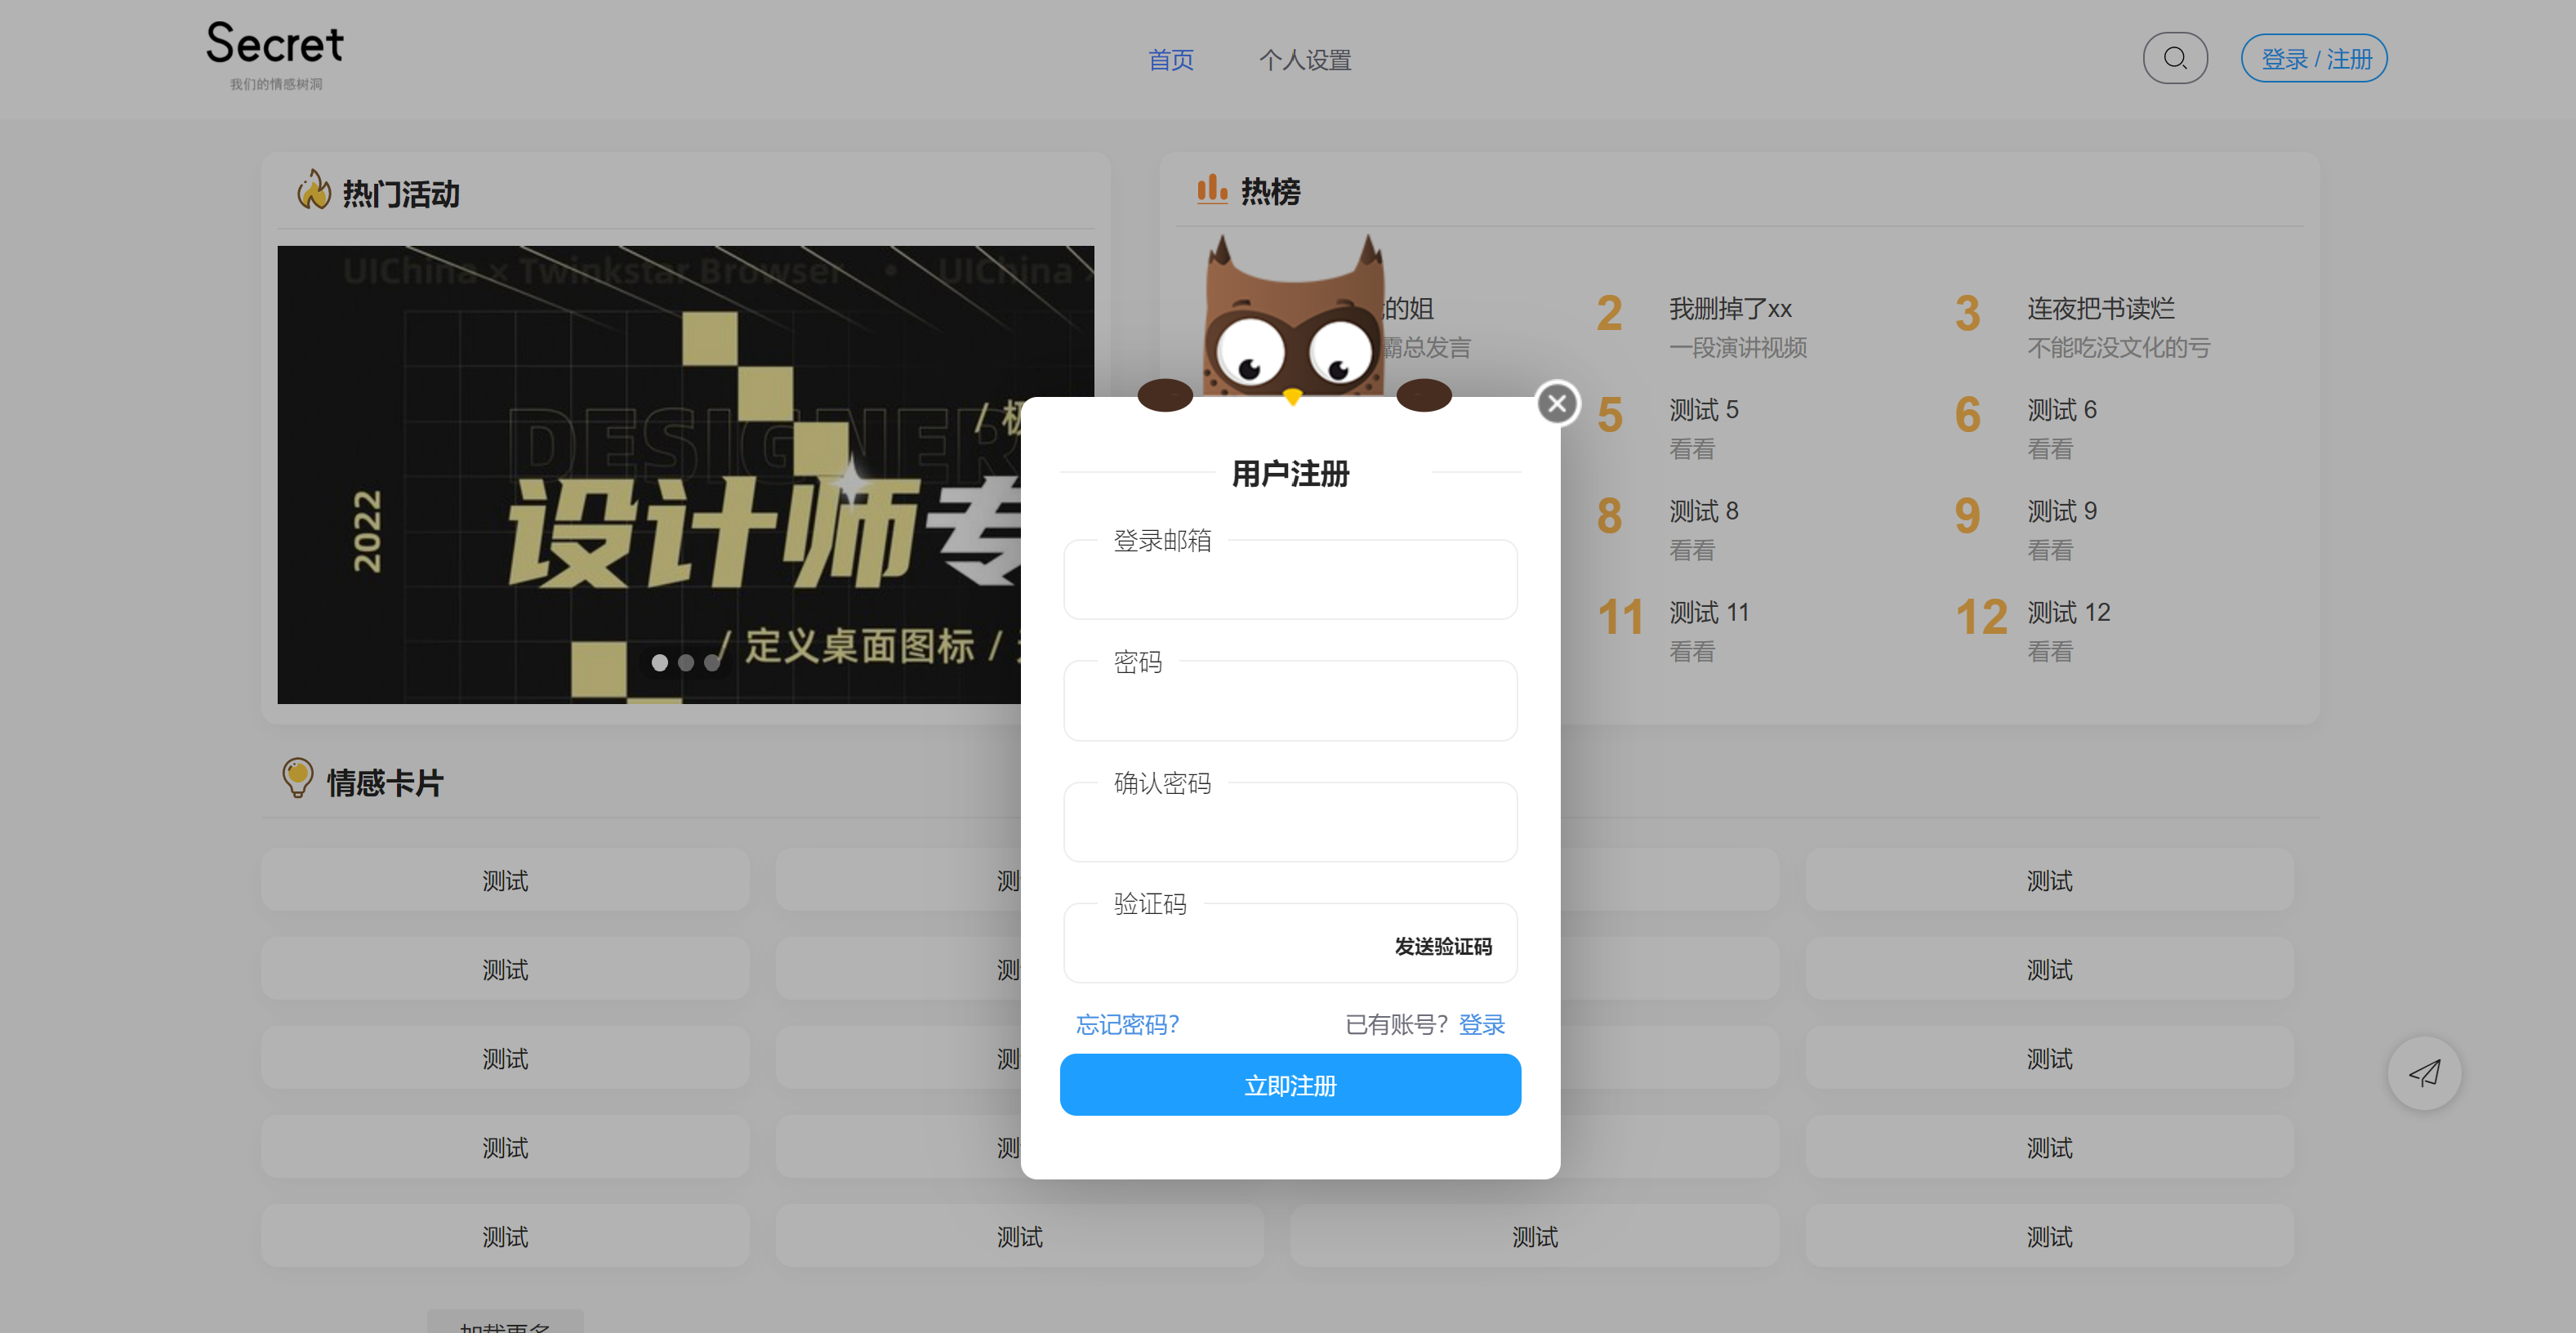 Secret
我们的情感树洞
首页
个人设置
登录 / 注册
热门活动
UIChina × Twinkstar Browser • UIChina
DESIGNER
2022
设计师专
/ 定义桌面图标 /
热榜
的姐
霸总发言
2
我删掉了xx
一段演讲视频
3
连夜把书读烂
不能吃没文化的亏
5
测试 5
看看
6
测试 6
看看
8
测试 8
看看
9
测试 9
看看
11
测试 11
看看
12
测试 12
看看
用户注册
登录邮箱
密码
确认密码
验证码
发送验证码
忘记密码?
已有账号? 登录
立即注册
情感卡片
测试
测
测试
测试
测
测试
测试
测
测试
测试
测
测试
测试
测试
测试
测试
加载更多